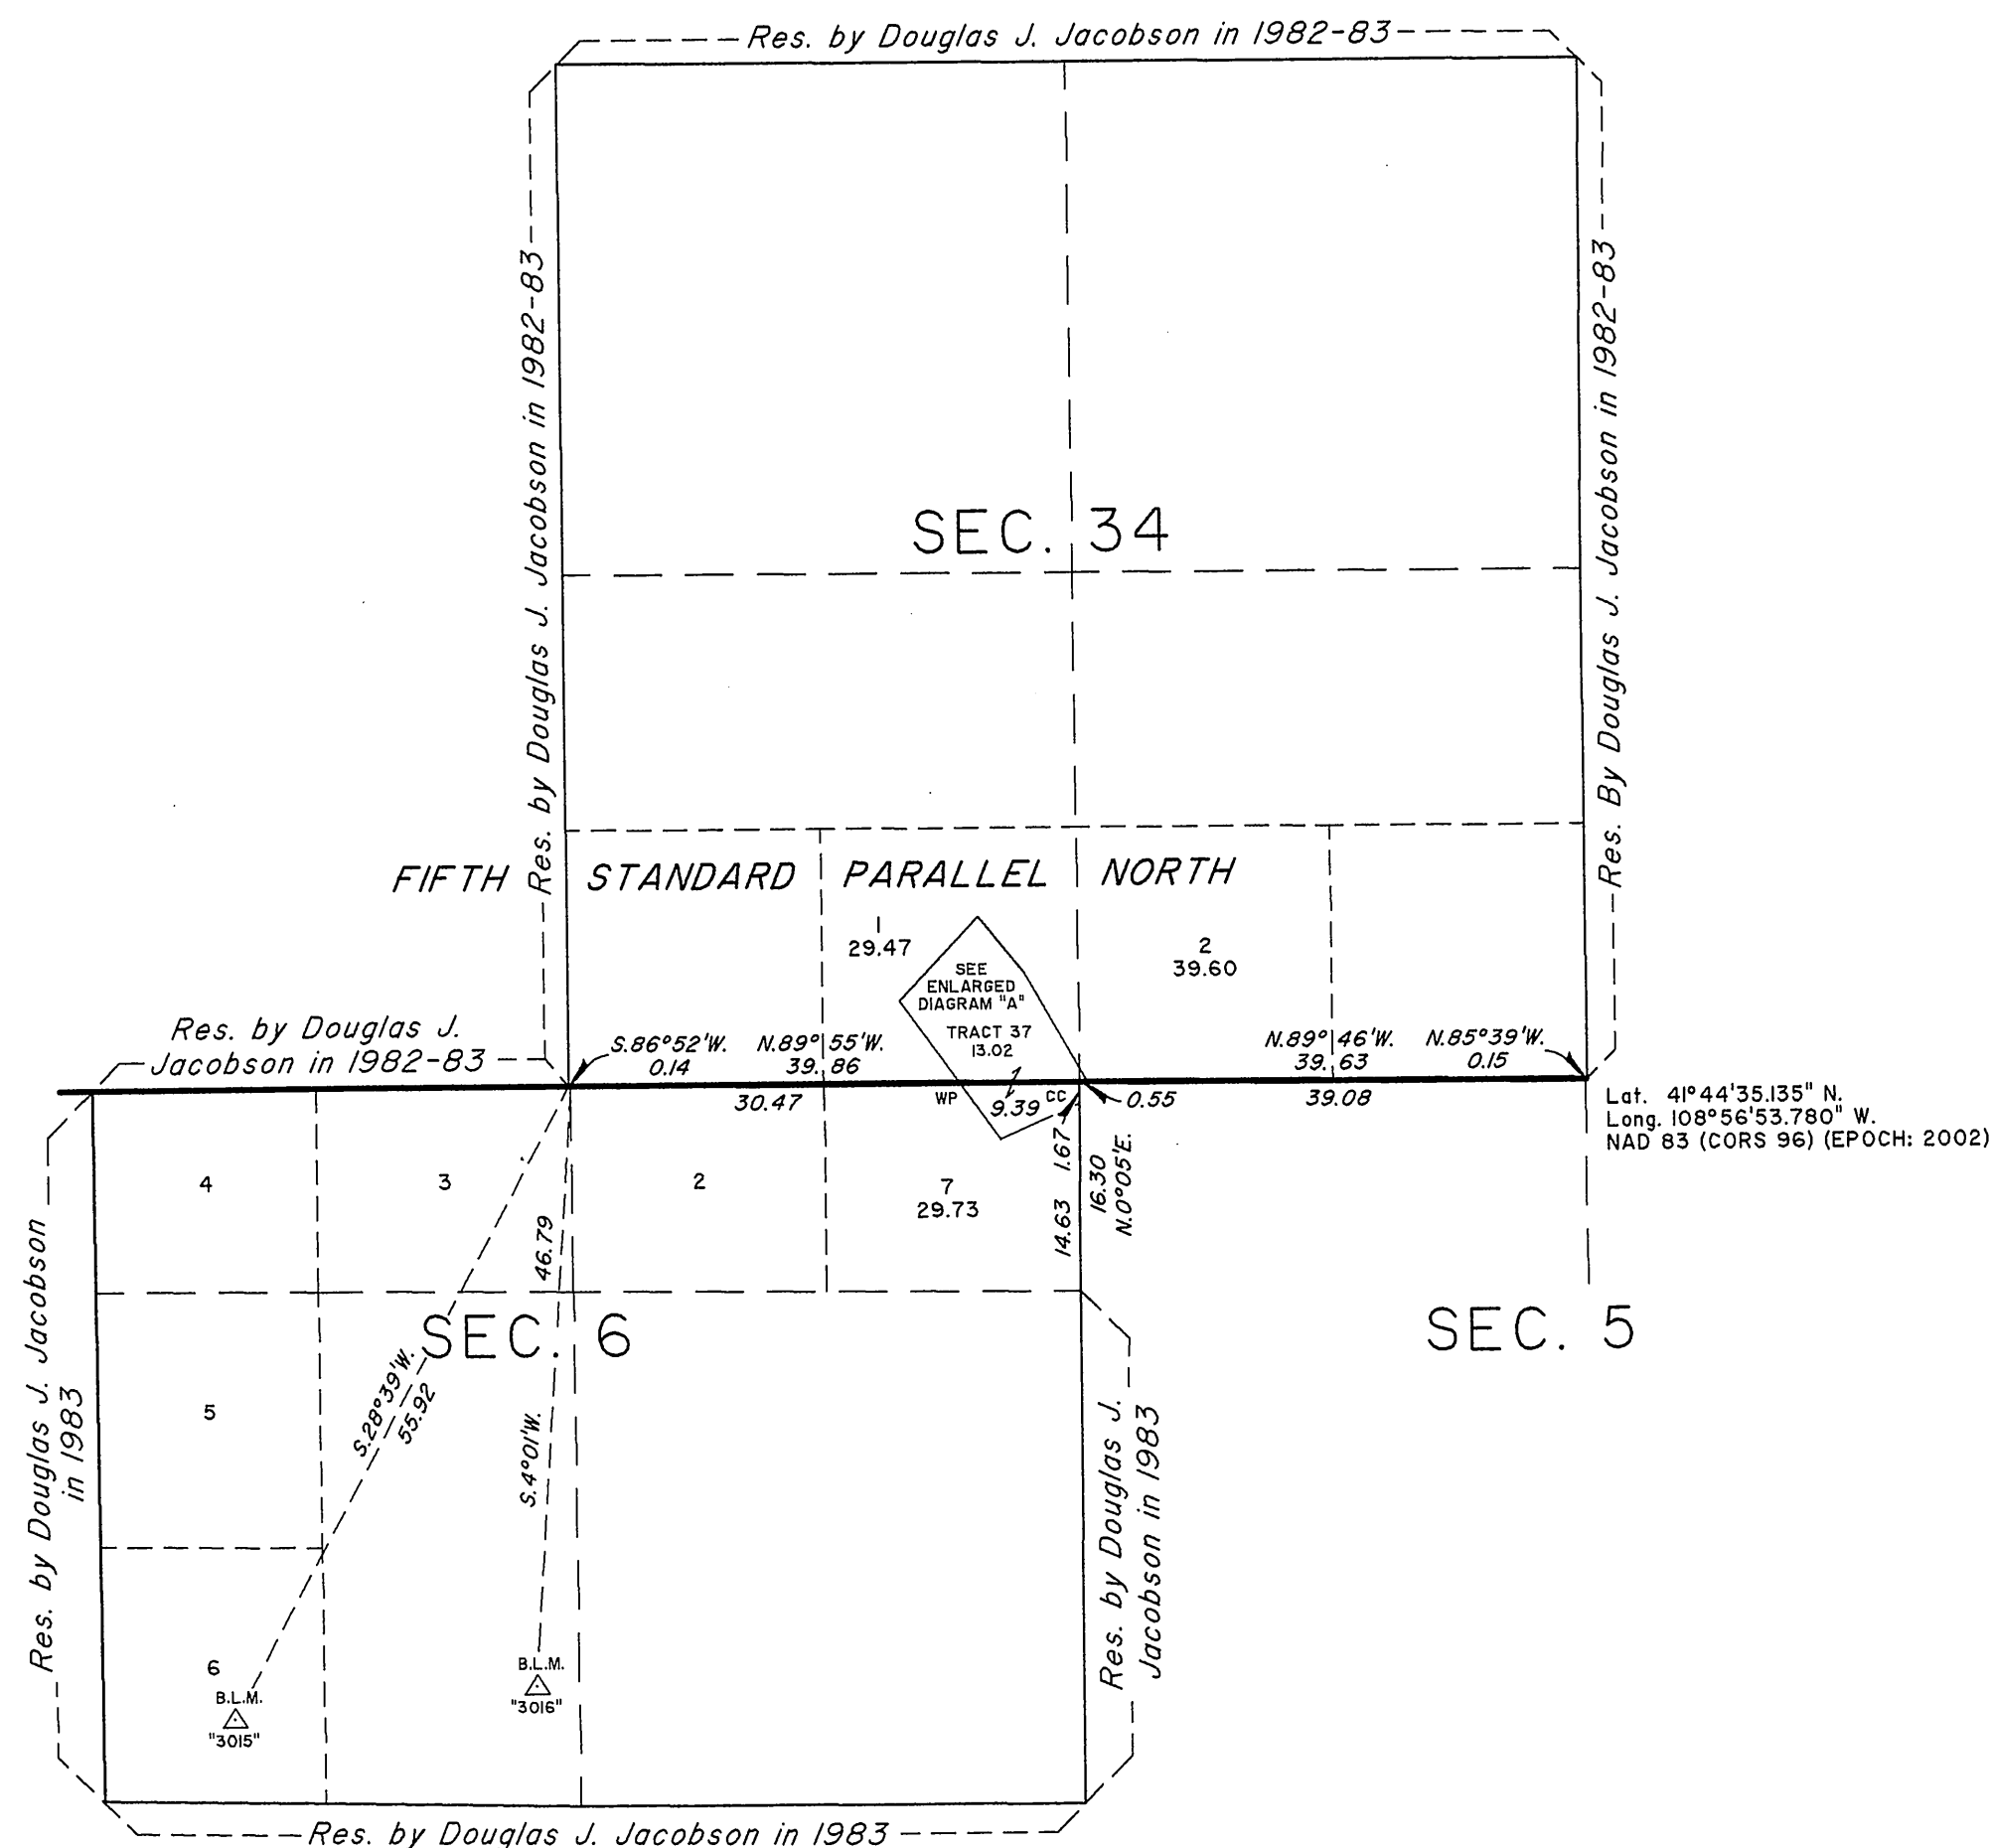 Res. by Douglas J. Jacobson in 1982-83
Res. by Douglas J. Jacobson in 1982-83
Res. By Douglas J. Jacobson in 1982-83
SEC. 34
FIFTH STANDARD PARALLEL NORTH
1
29.47
2
39.60
SEE
ENLARGED
DIAGRAM "A"
TRACT 37
13.02
Res. by Douglas J.
Jacobson in 1982-83
S.86°52'W.
0.14
N.89°55'W.
39.86
N.89°46'W.
39.63
N.85°39'W.
0.15
30.47
WP
9.39
CC
0.55
39.08
Lat. 41°44'35.135" N.
Long. 108°56'53.780" W.
NAD 83 (CORS 96) (EPOCH: 2002)
4
3
2
7
29.73
46.79
14.63
1.67
16.30
N.0°05'E.
SEC. 6
SEC. 5
5
S.28°39'W.
55.92
S.4°01'W.
Res. by Douglas J. Jacobson
in 1983
Res. by Douglas J.
Jacobson in 1983
6
B.L.M.
"3015"
B.L.M.
"3016"
Res. by Douglas J. Jacobson in 1983